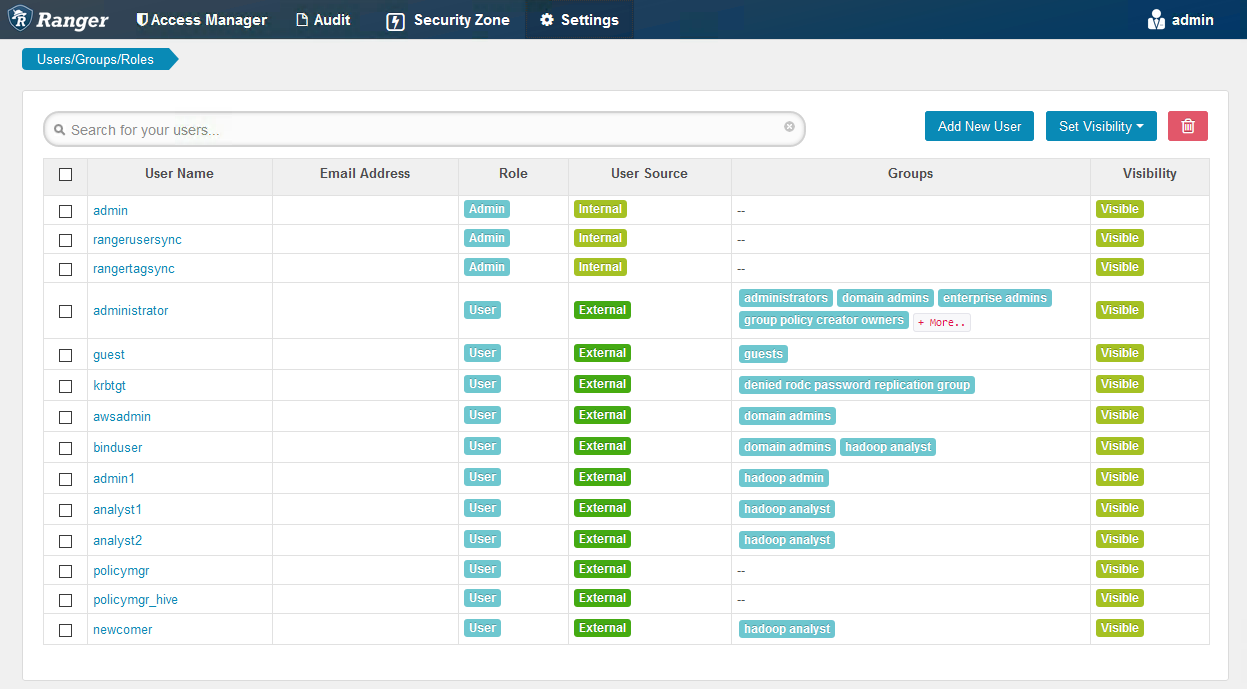 Ranger Access Manager Audit Security Zone Settings admin
Users/Groups/Roles
Search for your users... Add New User Set Visibility
User Name Email Address Role User Source Groups Visibility
admin Admin Internal -- Visible
rangerusersync Admin Internal -- Visible
rangertagsync Admin Internal -- Visible
administrator User External administrators domain admins enterprise admins Visible
group policy creator owners + More..
guest User External guests Visible
krbtgt User External denied rodc password replication group Visible
awsadmin User External domain admins Visible
binduser User External domain admins hadoop analyst Visible
admin1 User External hadoop admin Visible
analyst1 User External hadoop analyst Visible
analyst2 User External hadoop analyst Visible
policymgr User External -- Visible
policymgr_hive User External -- Visible
newcomer User External hadoop analyst Visible